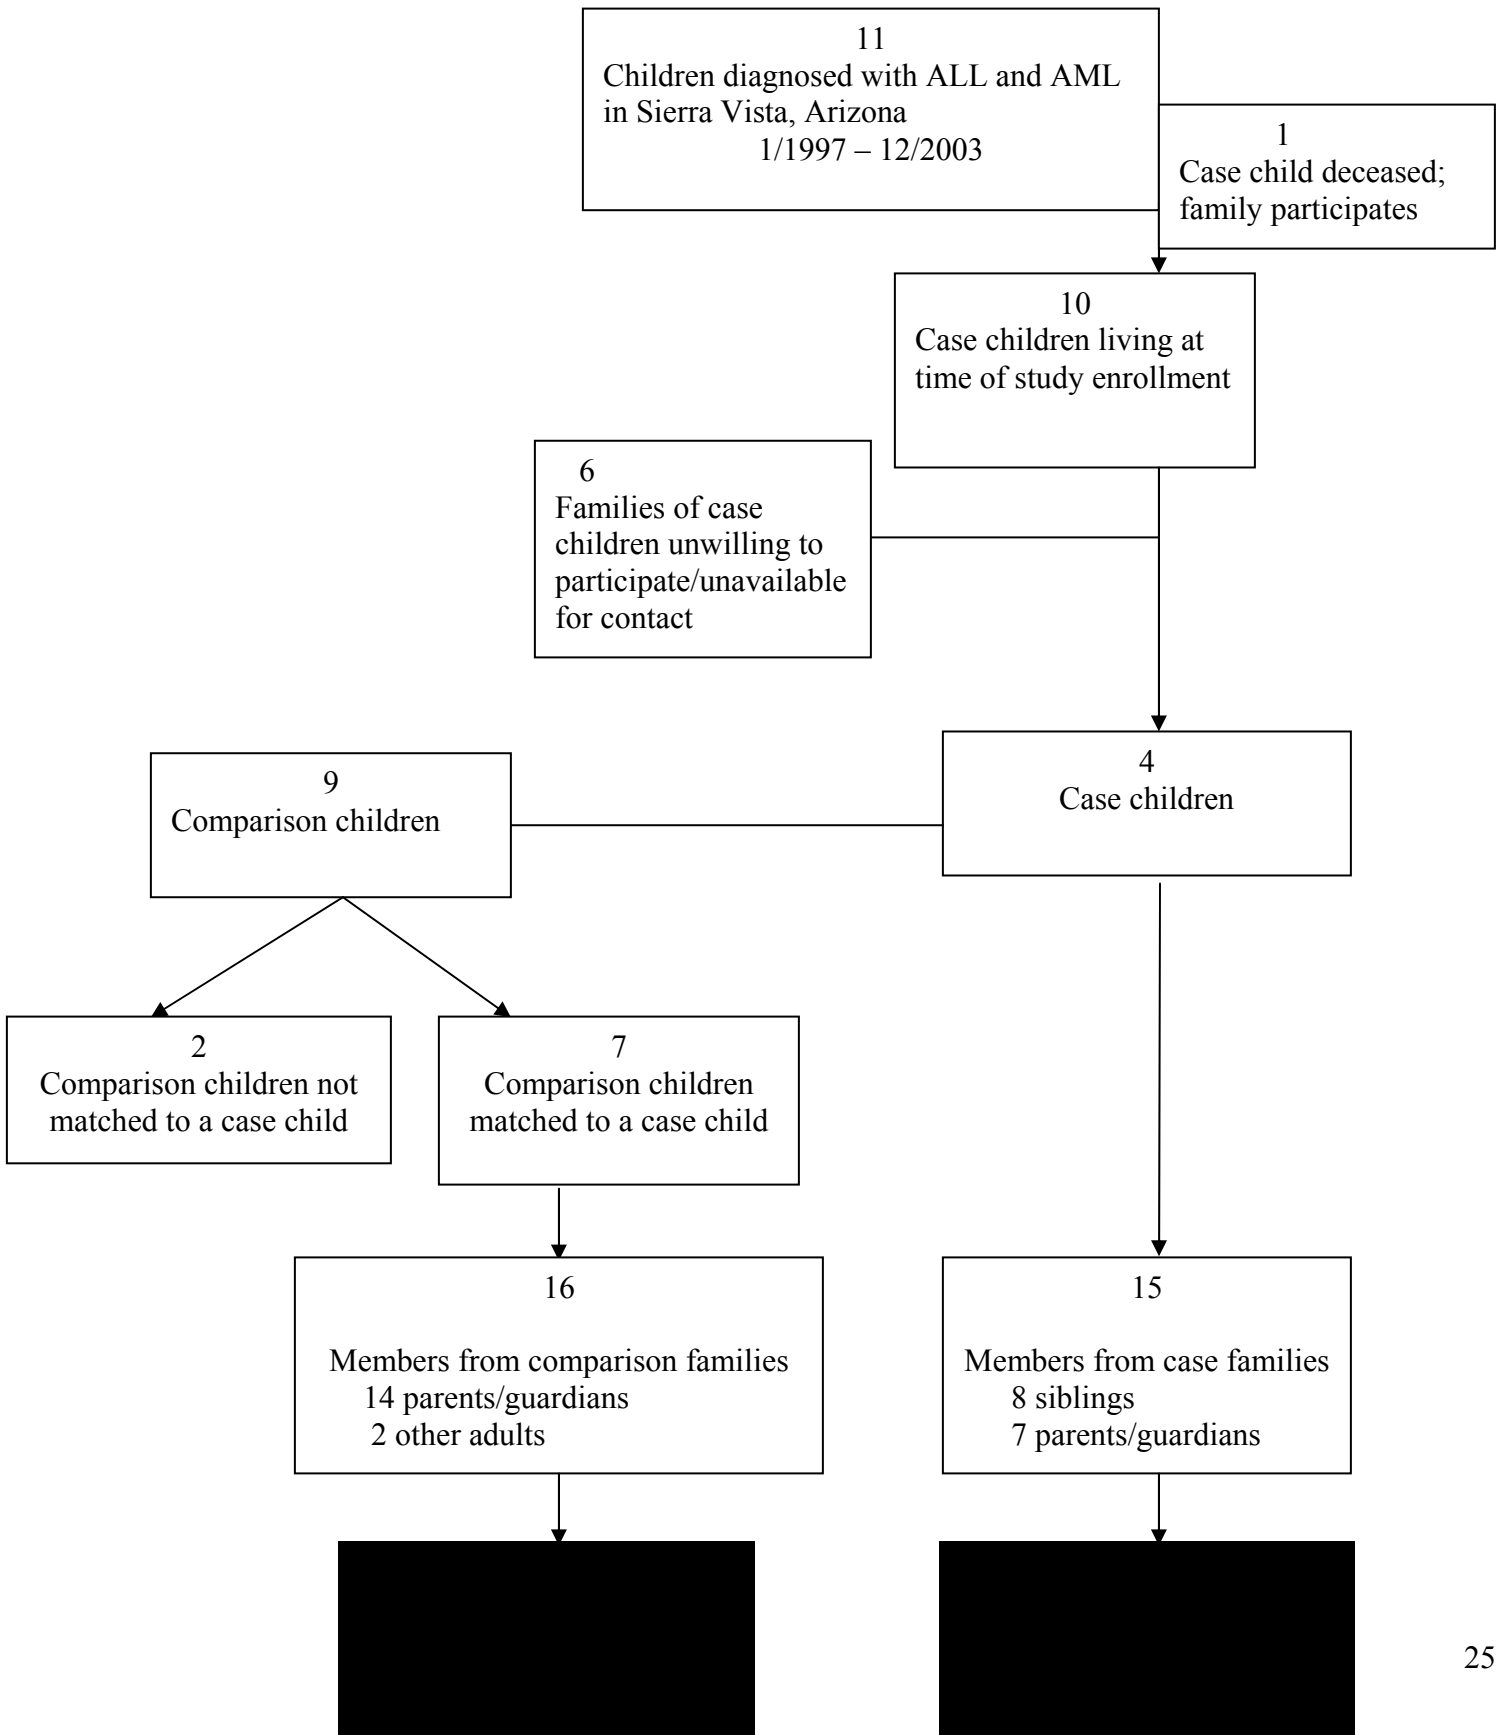 11
Children diagnosed with ALL and AML
in Sierra Vista, Arizona
1/1997 – 12/2003
1
Case child deceased;
family participates
10
Case children living at
time of study enrollment
6
Families of case
children unwilling to
participate/unavailable
for contact
4
Case children
9
Comparison children
2
Comparison children not
matched to a case child
7
Comparison children
matched to a case child
16
Members from comparison families
14 parents/guardians
2 other adults
15
Members from case families
8 siblings
7 parents/guardians
25